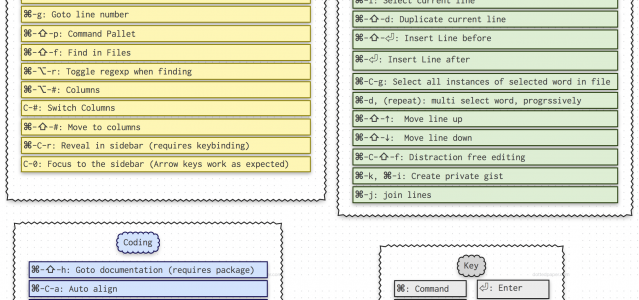 ⌘-g: Goto line number
⌘-⇧-p: Command Pallet
⌘-⇧-f: Find in Files
⌘-⌥-r: Toggle regexp when finding
⌘-⌥-#: Columns
C-#: Switch Columns
⌘-⇧-#: Move to columns
⌘-C-r: Reveal in sidebar (requires keybinding)
C-0: Focus to the sidebar (Arrow keys work as expected)
⌘-l: Select current line
⌘-⇧-d: Duplicate current line
⌘-⇧-⏎: Insert Line before
⌘-⏎: Insert Line after
⌘-C-g: Select all instances of selected word in file
⌘-d, (repeat): multi select word, progrssively
⌘-⇧-↑: Move line up
⌘-⇧-↓: Move line down
⌘-C-⇧-f: Distraction free editing
⌘-k, ⌘-i: Create private gist
⌘-j: join lines
Coding
⌘-⇧-h: Goto documentation (requires package)
⌘-C-a: Auto align
Key
⌘: Command
⏎: Enter